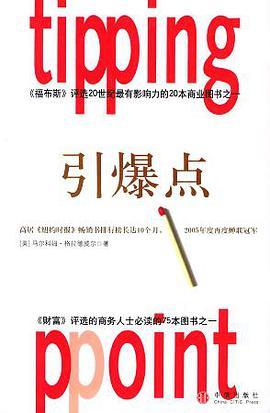 tipping
《福布斯》评选20世纪最有影响力的20本商业图书之一
引爆点
高居《纽约时报》畅销书排行榜长达10个月，2005年度再度蝉联冠军
[美] 马尔科姆·格拉德威尔◎著
《财富》评选的商务人士必读的75本图书之一
ppoint
中信出版社
China CITIC Press